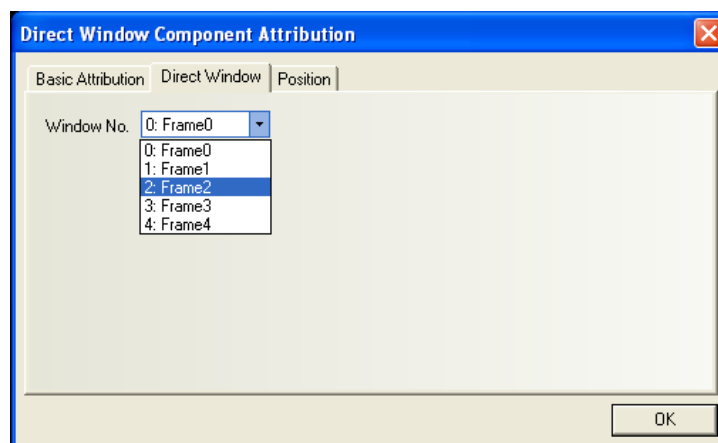 Direct Window Component Attribution
Basic Attribution Direct Window Position
Window No. 0: Frame0
0: Frame0
1: Frame1
2: Frame2
3: Frame3
4: Frame4
OK